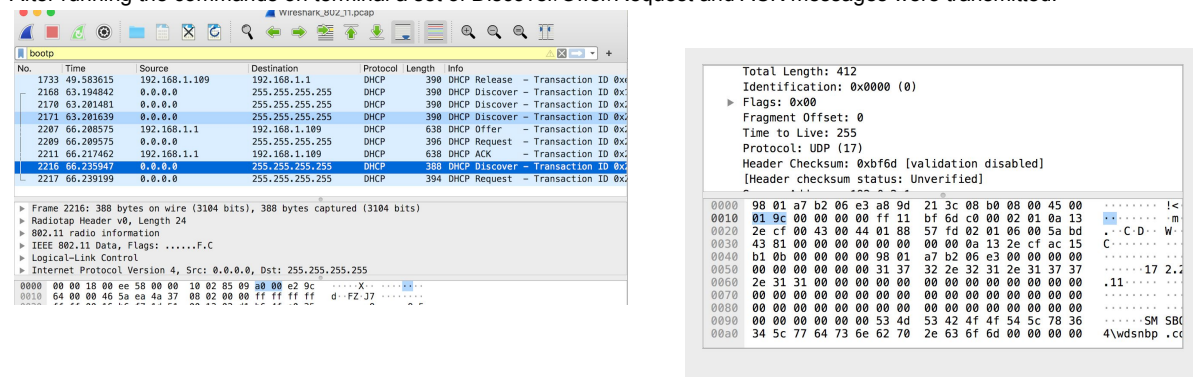 After running the commands on terminal a set of Discover/Offer/Request and ACK messages were transmitted.
Wireshark_802_11.pcap
bootp
No. Time Source Destination Protocol Length Info
1733 49.583615 192.168.1.109 192.168.1.1 DHCP 390 DHCP Release – Transaction ID 0xe
2168 63.194842 0.0.0.0 255.255.255.255 DHCP 390 DHCP Discover – Transaction ID 0x
2170 63.201481 0.0.0.0 255.255.255.255 DHCP 390 DHCP Discover – Transaction ID 0x2
2171 63.201639 0.0.0.0 255.255.255.255 DHCP 390 DHCP Discover – Transaction ID 0x2
2207 66.208575 192.168.1.1 192.168.1.109 DHCP 638 DHCP Offer – Transaction ID 0x2
2209 66.209575 0.0.0.0 255.255.255.255 DHCP 396 DHCP Request – Transaction ID 0x2
2211 66.217462 192.168.1.1 192.168.1.109 DHCP 638 DHCP ACK – Transaction ID 0x2
2216 66.235947 0.0.0.0 255.255.255.255 DHCP 388 DHCP Discover – Transaction ID 0x2
2217 66.239199 0.0.0.0 255.255.255.255 DHCP 394 DHCP Request – Transaction ID 0x2
Frame 2216: 388 bytes on wire (3104 bits), 388 bytes captured (3104 bits)
Radiotap Header v0, Length 24
802.11 radio information
IEEE 802.11 Data, Flags: ......F.C
Logical-Link Control
Internet Protocol Version 4, Src: 0.0.0.0, Dst: 255.255.255.255
0000 00 00 18 00 ee 58 00 00 10 02 85 09 a0 00 e2 9c .....X.. ......
0010 64 00 00 46 5a ea 4a 37 08 02 00 00 ff ff ff ff d..FZ.J7 ........
Total Length: 412
Identification: 0x0000 (0)
Flags: 0x00
Fragment Offset: 0
Time to Live: 255
Protocol: UDP (17)
Header Checksum: 0xbf6d [validation disabled]
[Header checksum status: Unverified]
0000 98 01 a7 b2 06 e3 a8 9d 21 3c 08 b0 08 00 45 00 ········ !<
0010 01 9c 00 00 00 00 ff 11 bf 6d c0 00 02 01 0a 13 ········ ·m
0020 2e cf 00 43 00 44 01 88 57 fd 02 01 06 00 5a bd .··C·D·· W·
0030 43 81 00 00 00 00 00 00 00 00 0a 13 2e cf ac 15 C·······
0040 b1 0b 00 00 00 00 98 01 a7 b2 06 e3 00 00 00 00 ········
0050 00 00 00 00 00 00 31 37 32 2e 32 31 2e 31 37 37 ······17 2.2
0060 2e 31 31 00 00 00 00 00 00 00 00 00 00 00 00 00 .11·····
0070 00 00 00 00 00 00 00 00 00 00 00 00 00 00 00 00 ········
0080 00 00 00 00 00 00 00 00 00 00 00 00 00 00 00 00 ········
0090 00 00 00 00 00 00 53 4d 53 42 4f 4f 54 5c 78 36 ······SM SBO
00a0 34 5c 77 64 73 6e 62 70 2e 63 6f 6d 00 00 00 00 4\wdsnbp .co